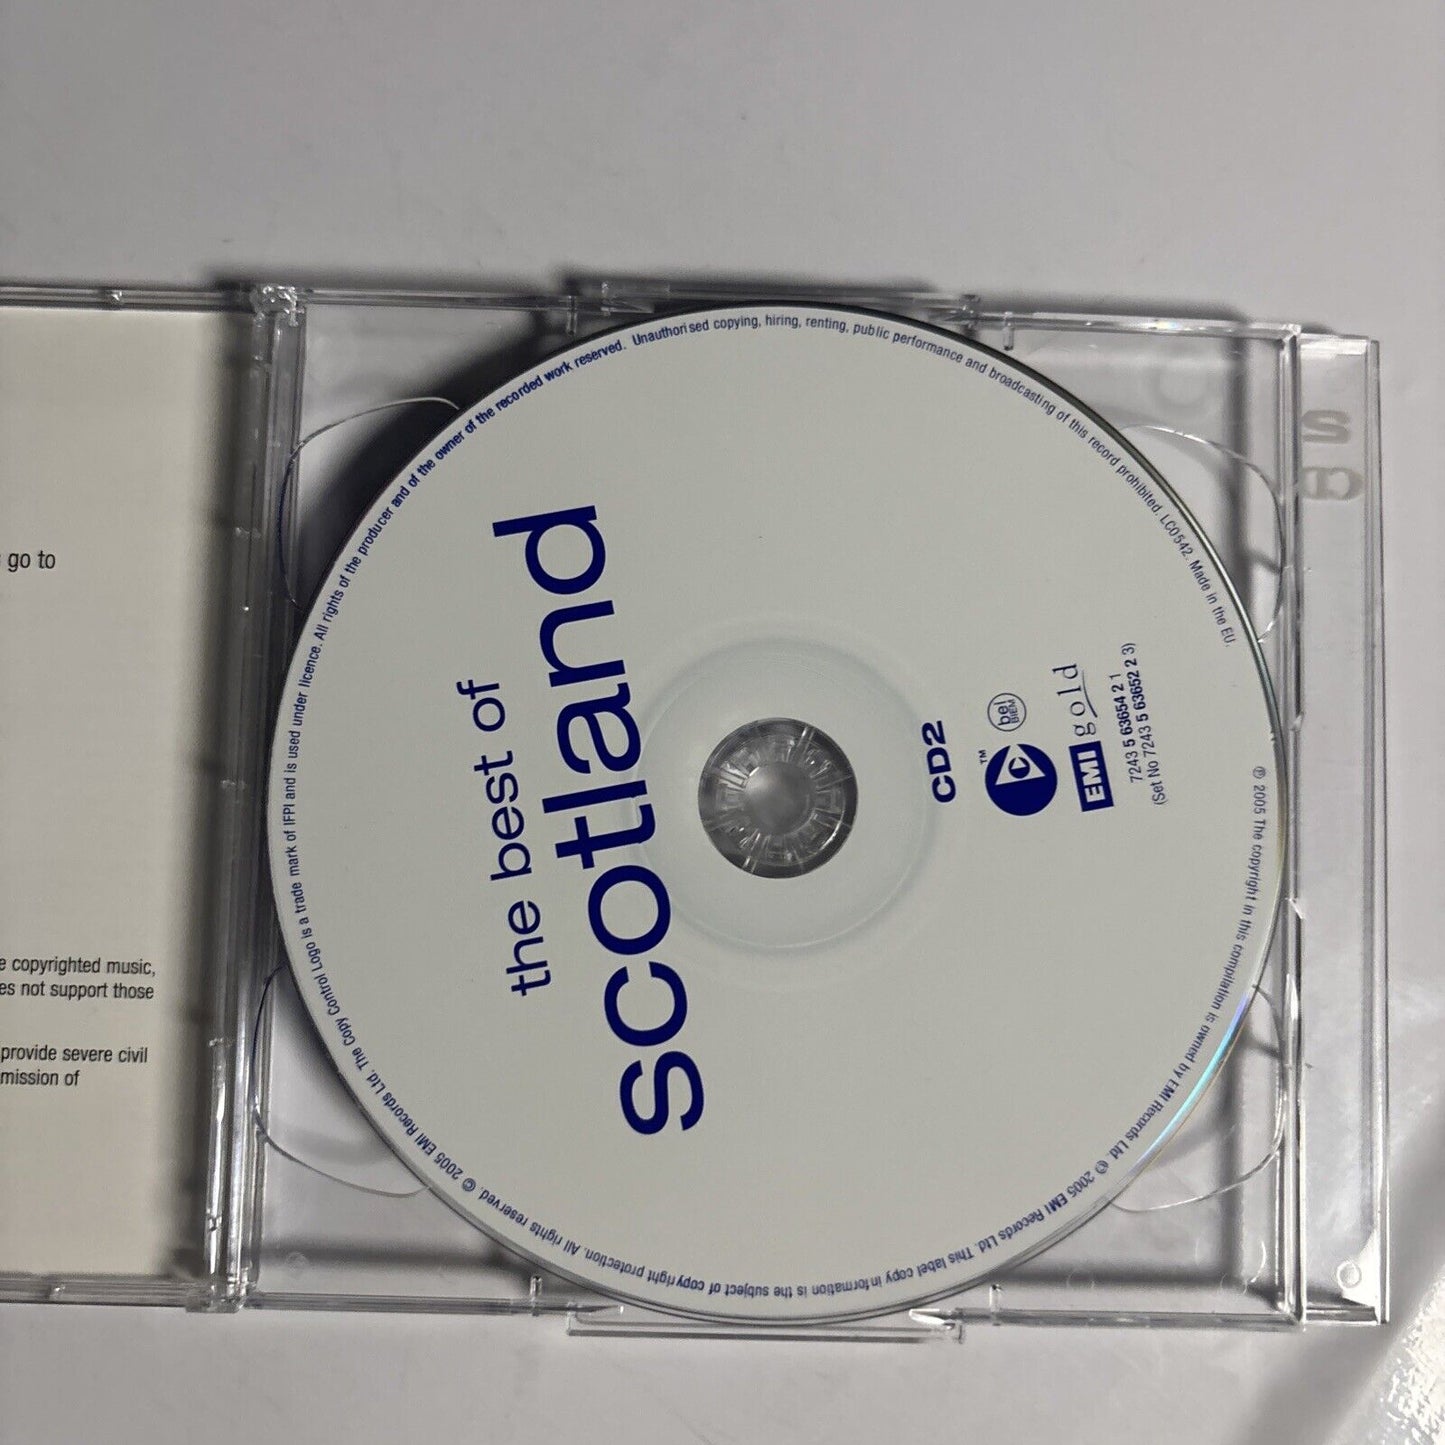 go to
e copyrighted music,
es not support those
provide severe civil
mission of
the best of
scotland
CD2
TM
bel
BIEM
EMI gold
7243 5 63654 2 1
(Set No 7243 5 63652 2 3)
℗ 2005 The copyright in this compilation is owned by EMI Records Ltd. © 2005 EMI Records Ltd. This label copy information is the subject of copyright protection. All rights reserved. © 2005 EMI Records Ltd. The Copy Control Logo is a trade mark of IFPI and is used under licence. All rights of the producer and of the owner of the recorded work reserved. Unauthorised copying, hiring, renting, public performance and broadcasting of this record prohibited. LC0542. Made in the EU.